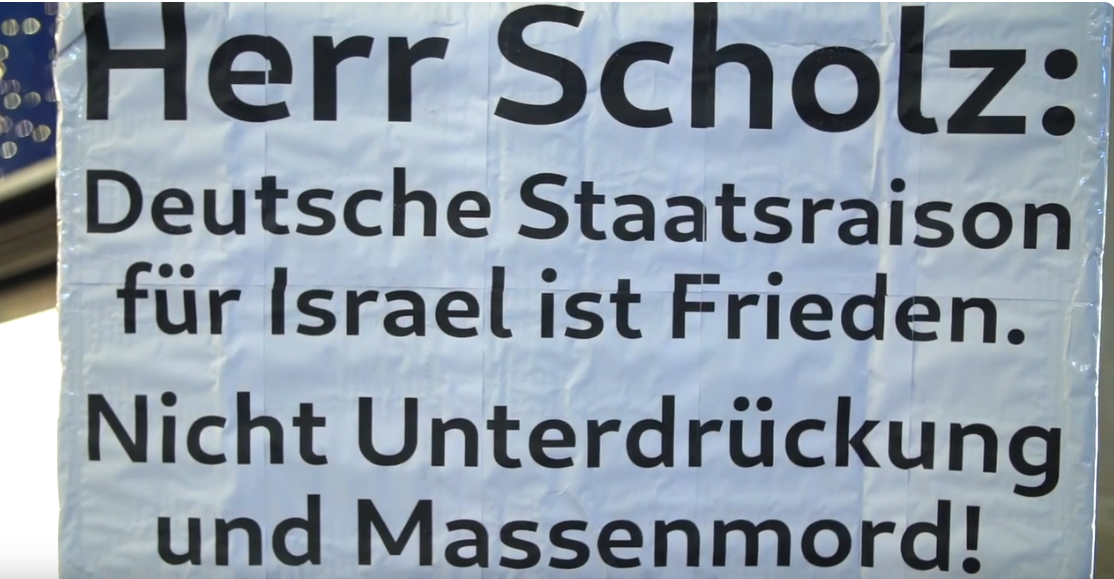 Herr Scholz:
Deutsche Staatsraison
für Israel ist Frieden.
Nicht Unterdrückung
und Massenmord!